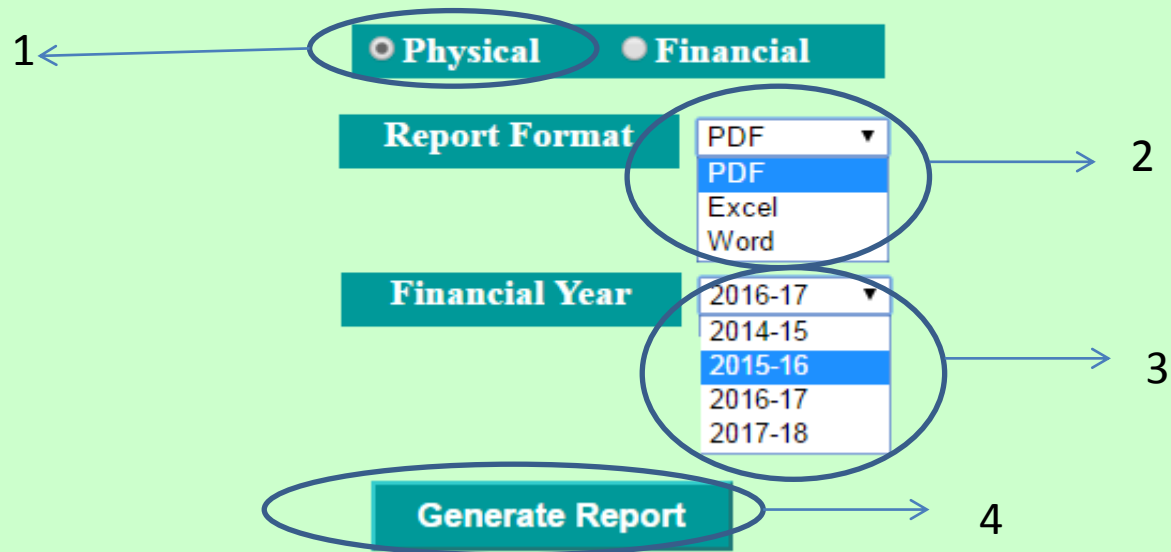 1
Physical Financial
Report Format PDF
PDF
2
Excel
Word
Financial Year 2016-17
2014-15
2015-16
3
2016-17
2017-18
Generate Report
4